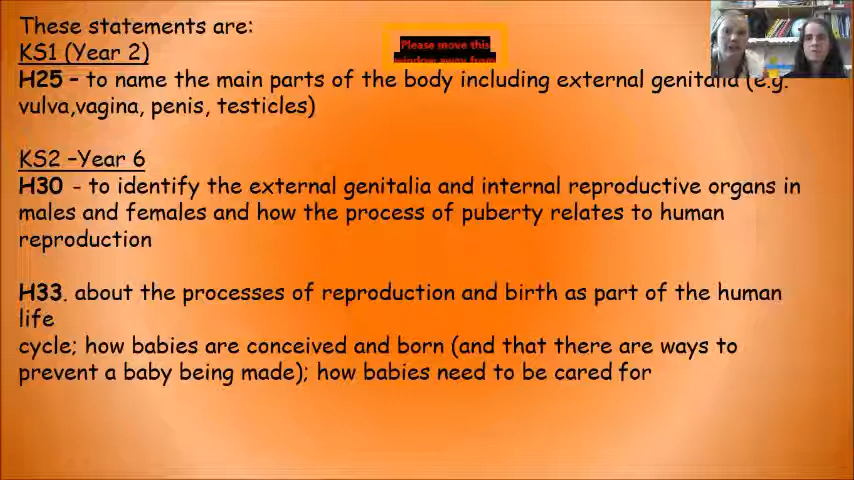 These statements are:
KS1 (Year 2)
Please move this
window away from
H25 – to name the main parts of the body including external genitalia (e.g.
vulva,vagina, penis, testicles)
KS2 –Year 6
H30 - to identify the external genitalia and internal reproductive organs in
males and females and how the process of puberty relates to human
reproduction
H33. about the processes of reproduction and birth as part of the human
life
cycle; how babies are conceived and born (and that there are ways to
prevent a baby being made); how babies need to be cared for